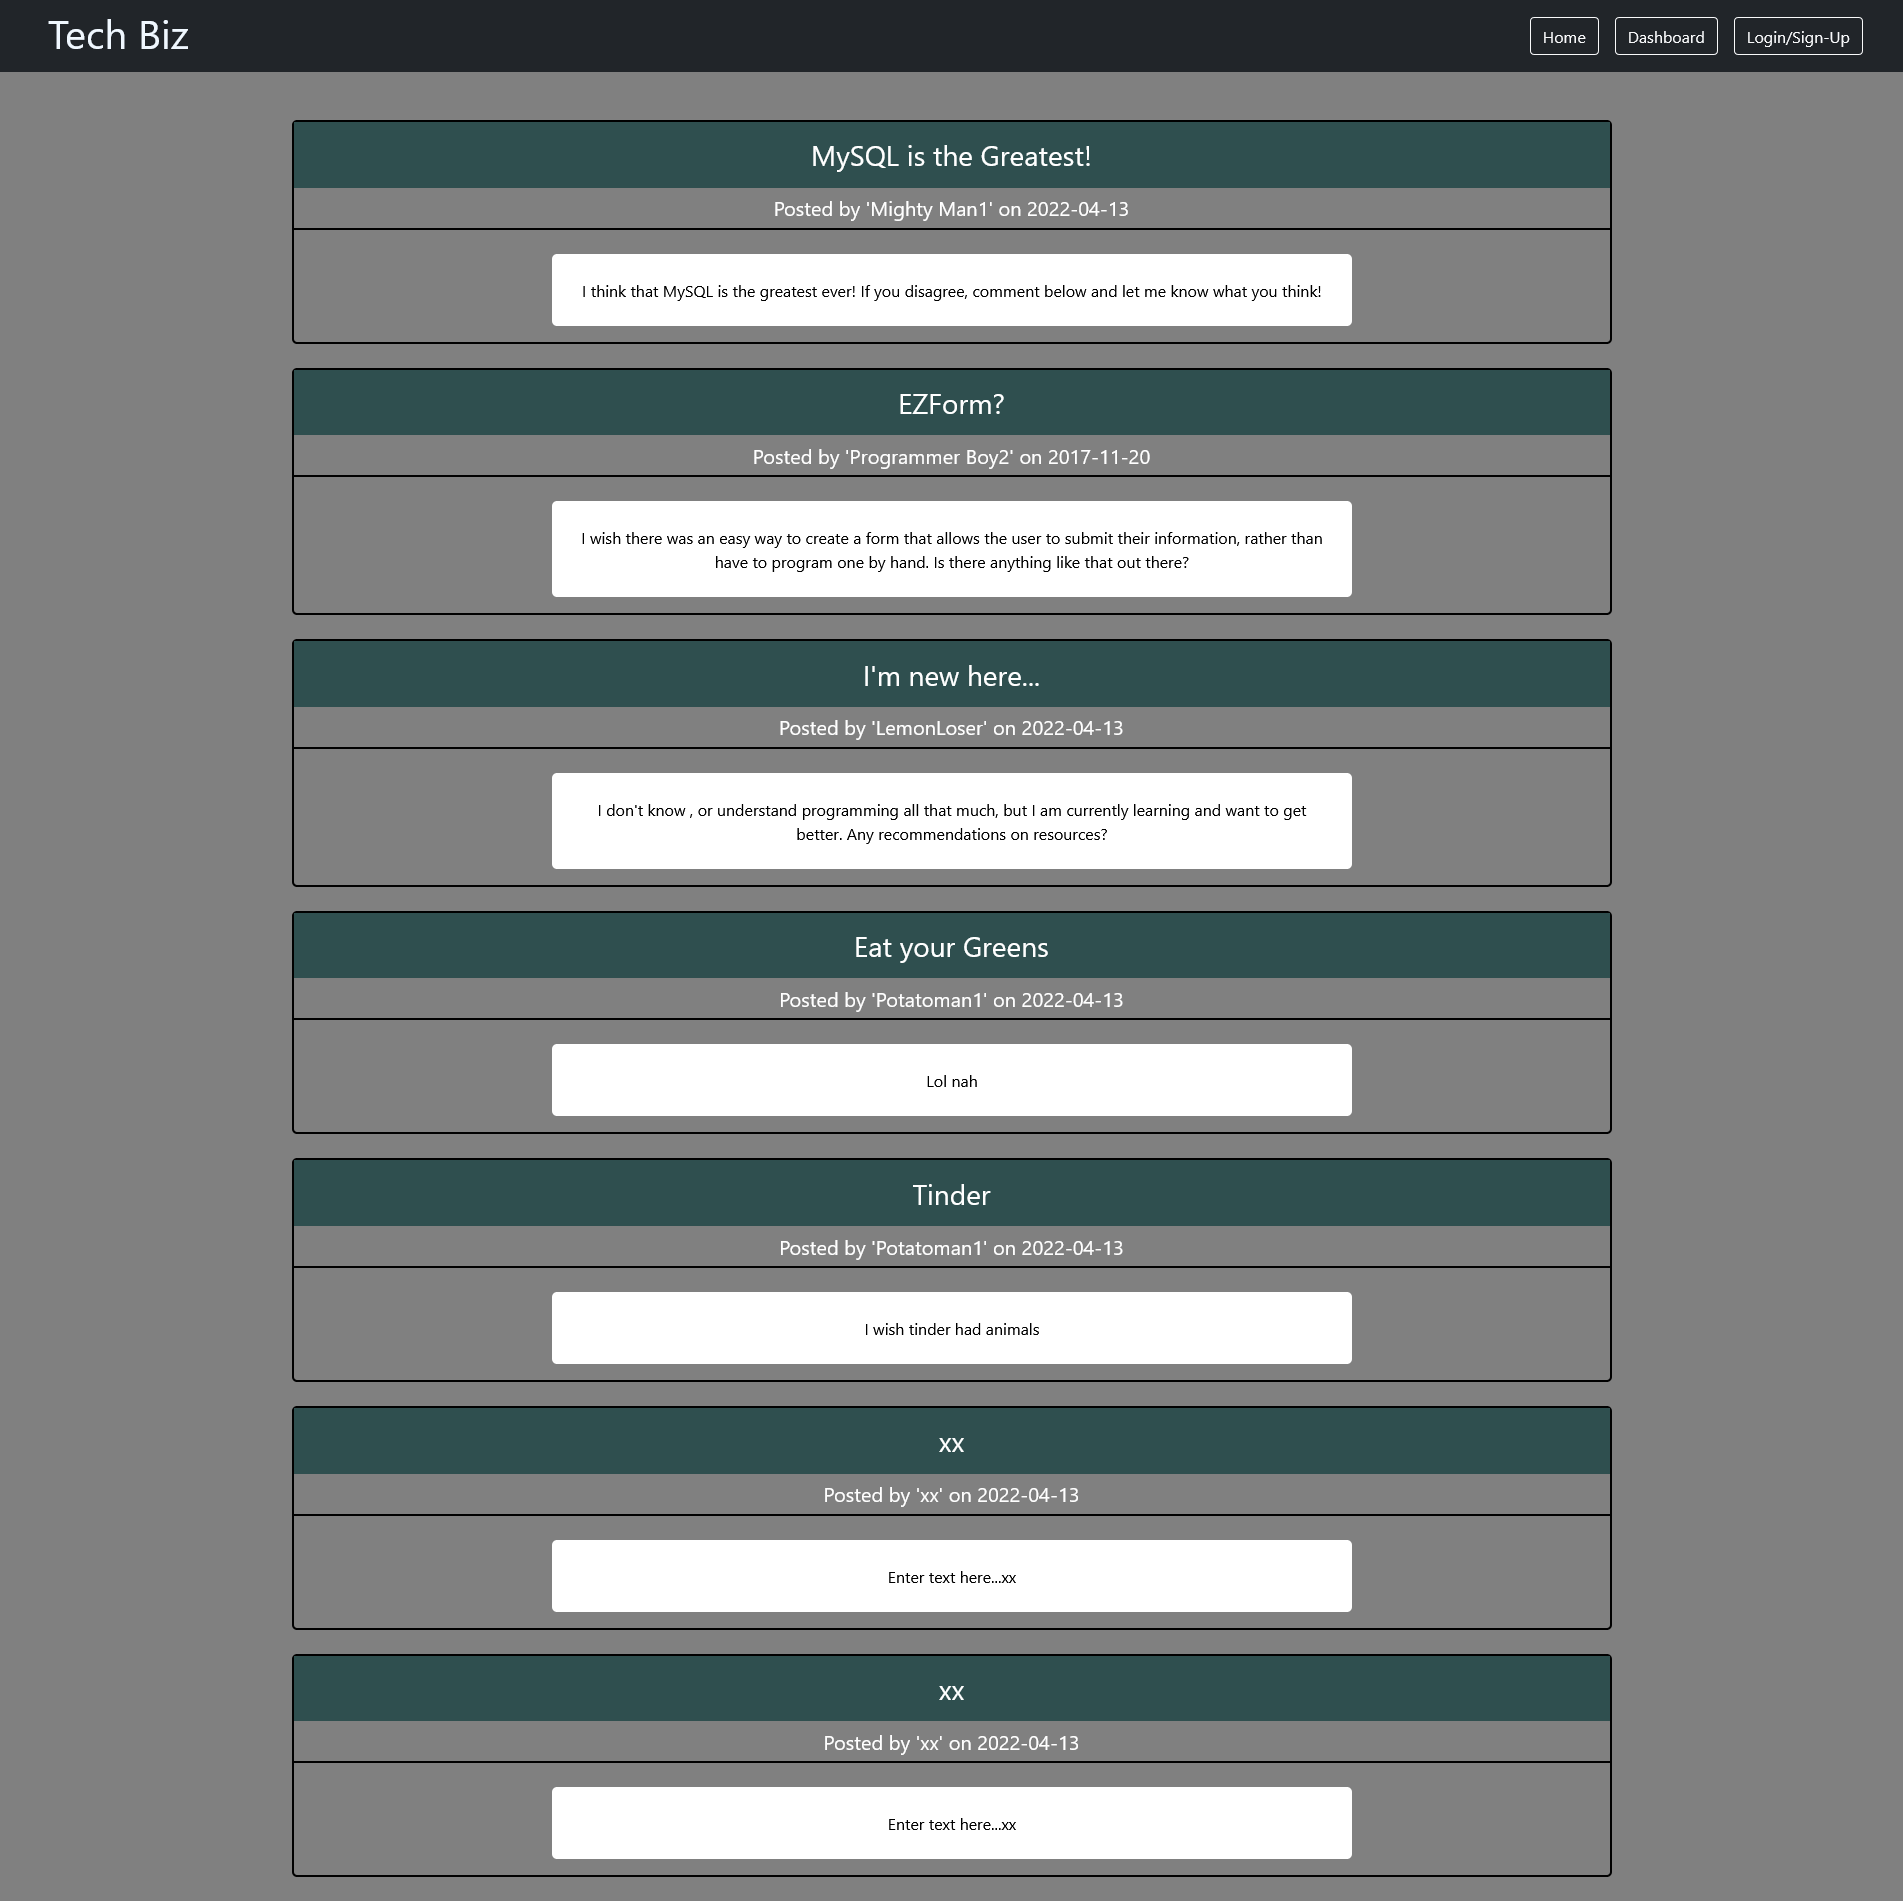 Tech Biz
Home
Dashboard
Login/Sign-Up
MySQL is the Greatest!
Posted by 'Mighty Man1' on 2022-04-13
I think that MySQL is the greatest ever! If you disagree, comment below and let me know what you think!
EZForm?
Posted by 'Programmer Boy2' on 2017-11-20
I wish there was an easy way to create a form that allows the user to submit their information, rather than
have to program one by hand. Is there anything like that out there?
I'm new here...
Posted by 'LemonLoser' on 2022-04-13
I don't know , or understand programming all that much, but I am currently learning and want to get
better. Any recommendations on resources?
Eat your Greens
Posted by 'Potatoman1' on 2022-04-13
Lol nah
Tinder
Posted by 'Potatoman1' on 2022-04-13
I wish tinder had animals
xx
Posted by 'xx' on 2022-04-13
Enter text here...xx
xx
Posted by 'xx' on 2022-04-13
Enter text here...xx